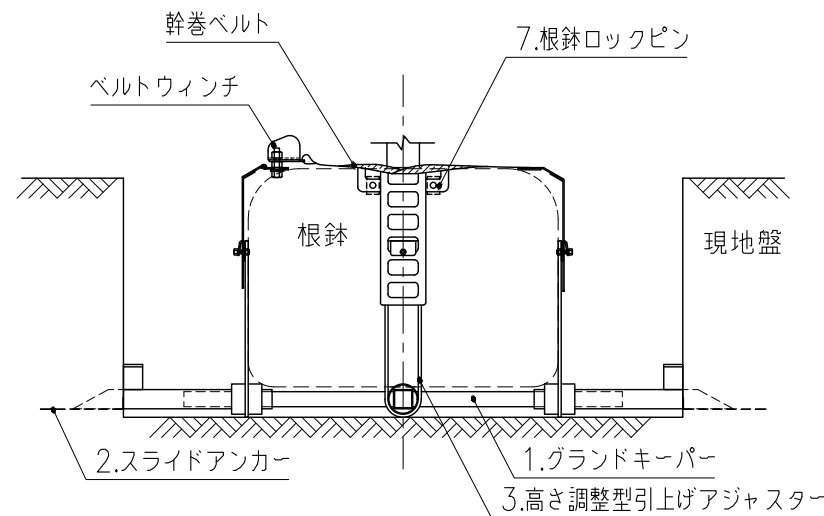 幹巻ベルト
7.根鉢ロックピン
ベルトウィンチ
根鉢
現地盤
2.スライドアンカー
1.グランドキーパー
3.高さ調整型引上げアジャスター